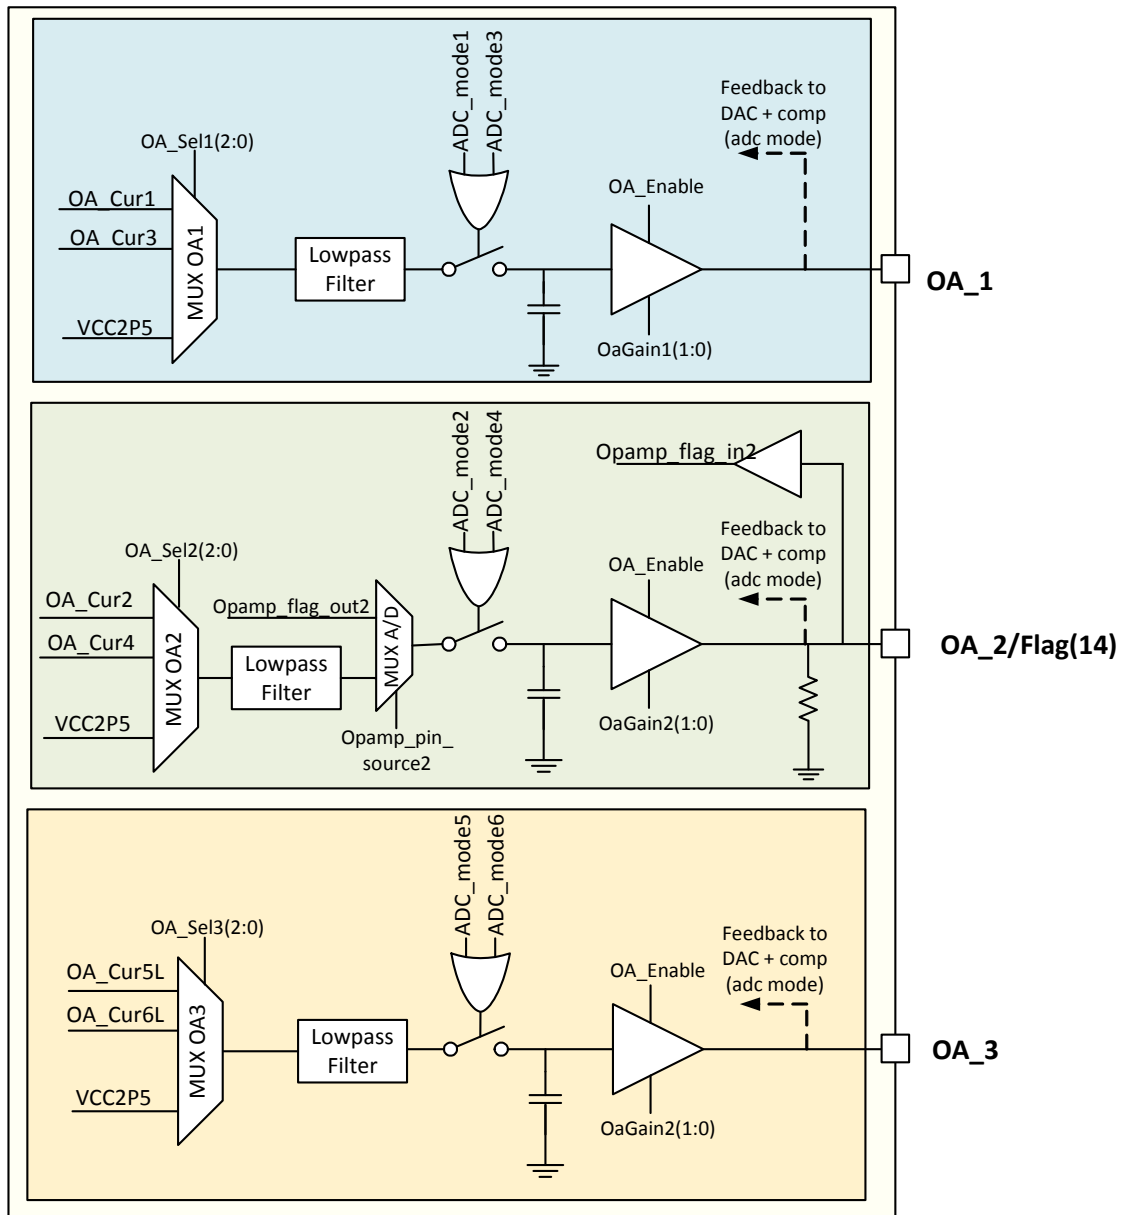 ADC_mode1
ADC_mode3
Feedback to
DAC + comp
(adc mode)
OA_Sel1(2:0)
OA_Cur1
OA_Cur3
MUX OA1
VCC2P5
Lowpass
Filter
OA_Enable
OaGain1(1:0)
OA_1
ADC_mode2
ADC_mode4
Opamp_flag_in2
Feedback to
DAC + comp
(adc mode)
OA_Sel2(2:0)
OA_Cur2
OA_Cur4
MUX OA2
VCC2P5
Opamp_flag_out2
Lowpass
Filter
MUX A/D
Opamp_pin_
source2
OA_Enable
OaGain2(1:0)
OA_2/Flag(14)
ADC_mode5
ADC_mode6
Feedback to
DAC + comp
(adc mode)
OA_Sel3(2:0)
OA_Cur5L
OA_Cur6L
MUX OA3
VCC2P5
Lowpass
Filter
OA_Enable
OaGain2(1:0)
OA_3